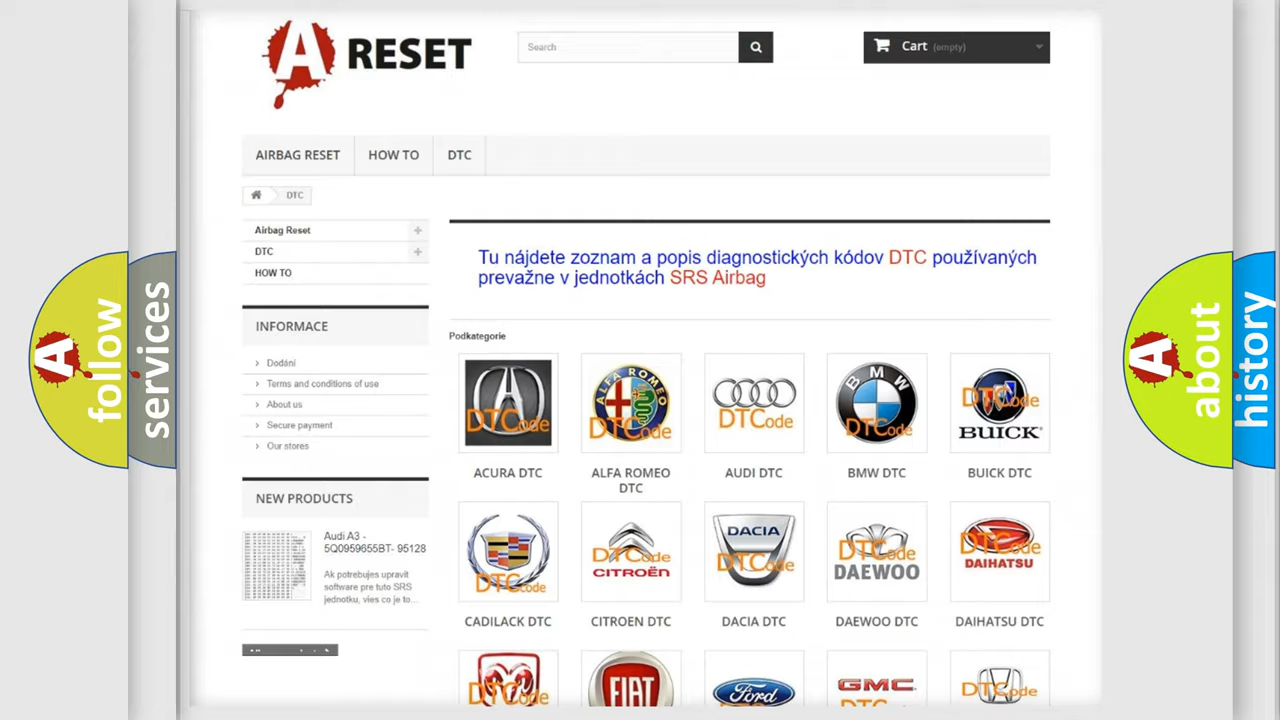 A RESET
Search
Cart (empty)
AIRBAG RESET
HOW TO
DTC
DTC
Airbag Reset
DTC
HOW TO
INFORMACE
Dodání
Terms and conditions of use
About us
Secure payment
Our stores
NEW PRODUCTS
Audi A3 -
5Q0959655BT- 95128
Ak potrebujes upravit
software pre tuto SRS
jednotku, vies co je to...
Tu nájdete zoznam a popis diagnostických kódov DTC používaných
prevažne v jednotkách SRS Airbag
Podkategorie
DTCode
ALFA ROMEO
DTCode
DTCode
BMW
DTCode
DTCode
BUICK
ACURA DTC
ALFA ROMEO
DTC
AUDI DTC
BMW DTC
BUICK DTC
DTCode
DTCode
CITROËN
DACIA
DTCode
DTCode
DAEWOO
DTCode
DAIHATSU
CADILACK DTC
CITROEN DTC
DACIA DTC
DAEWOO DTC
DAIHATSU DTC
DTCode
FIAT
Ford
GMC
DTCode
A follow
services
A about
history